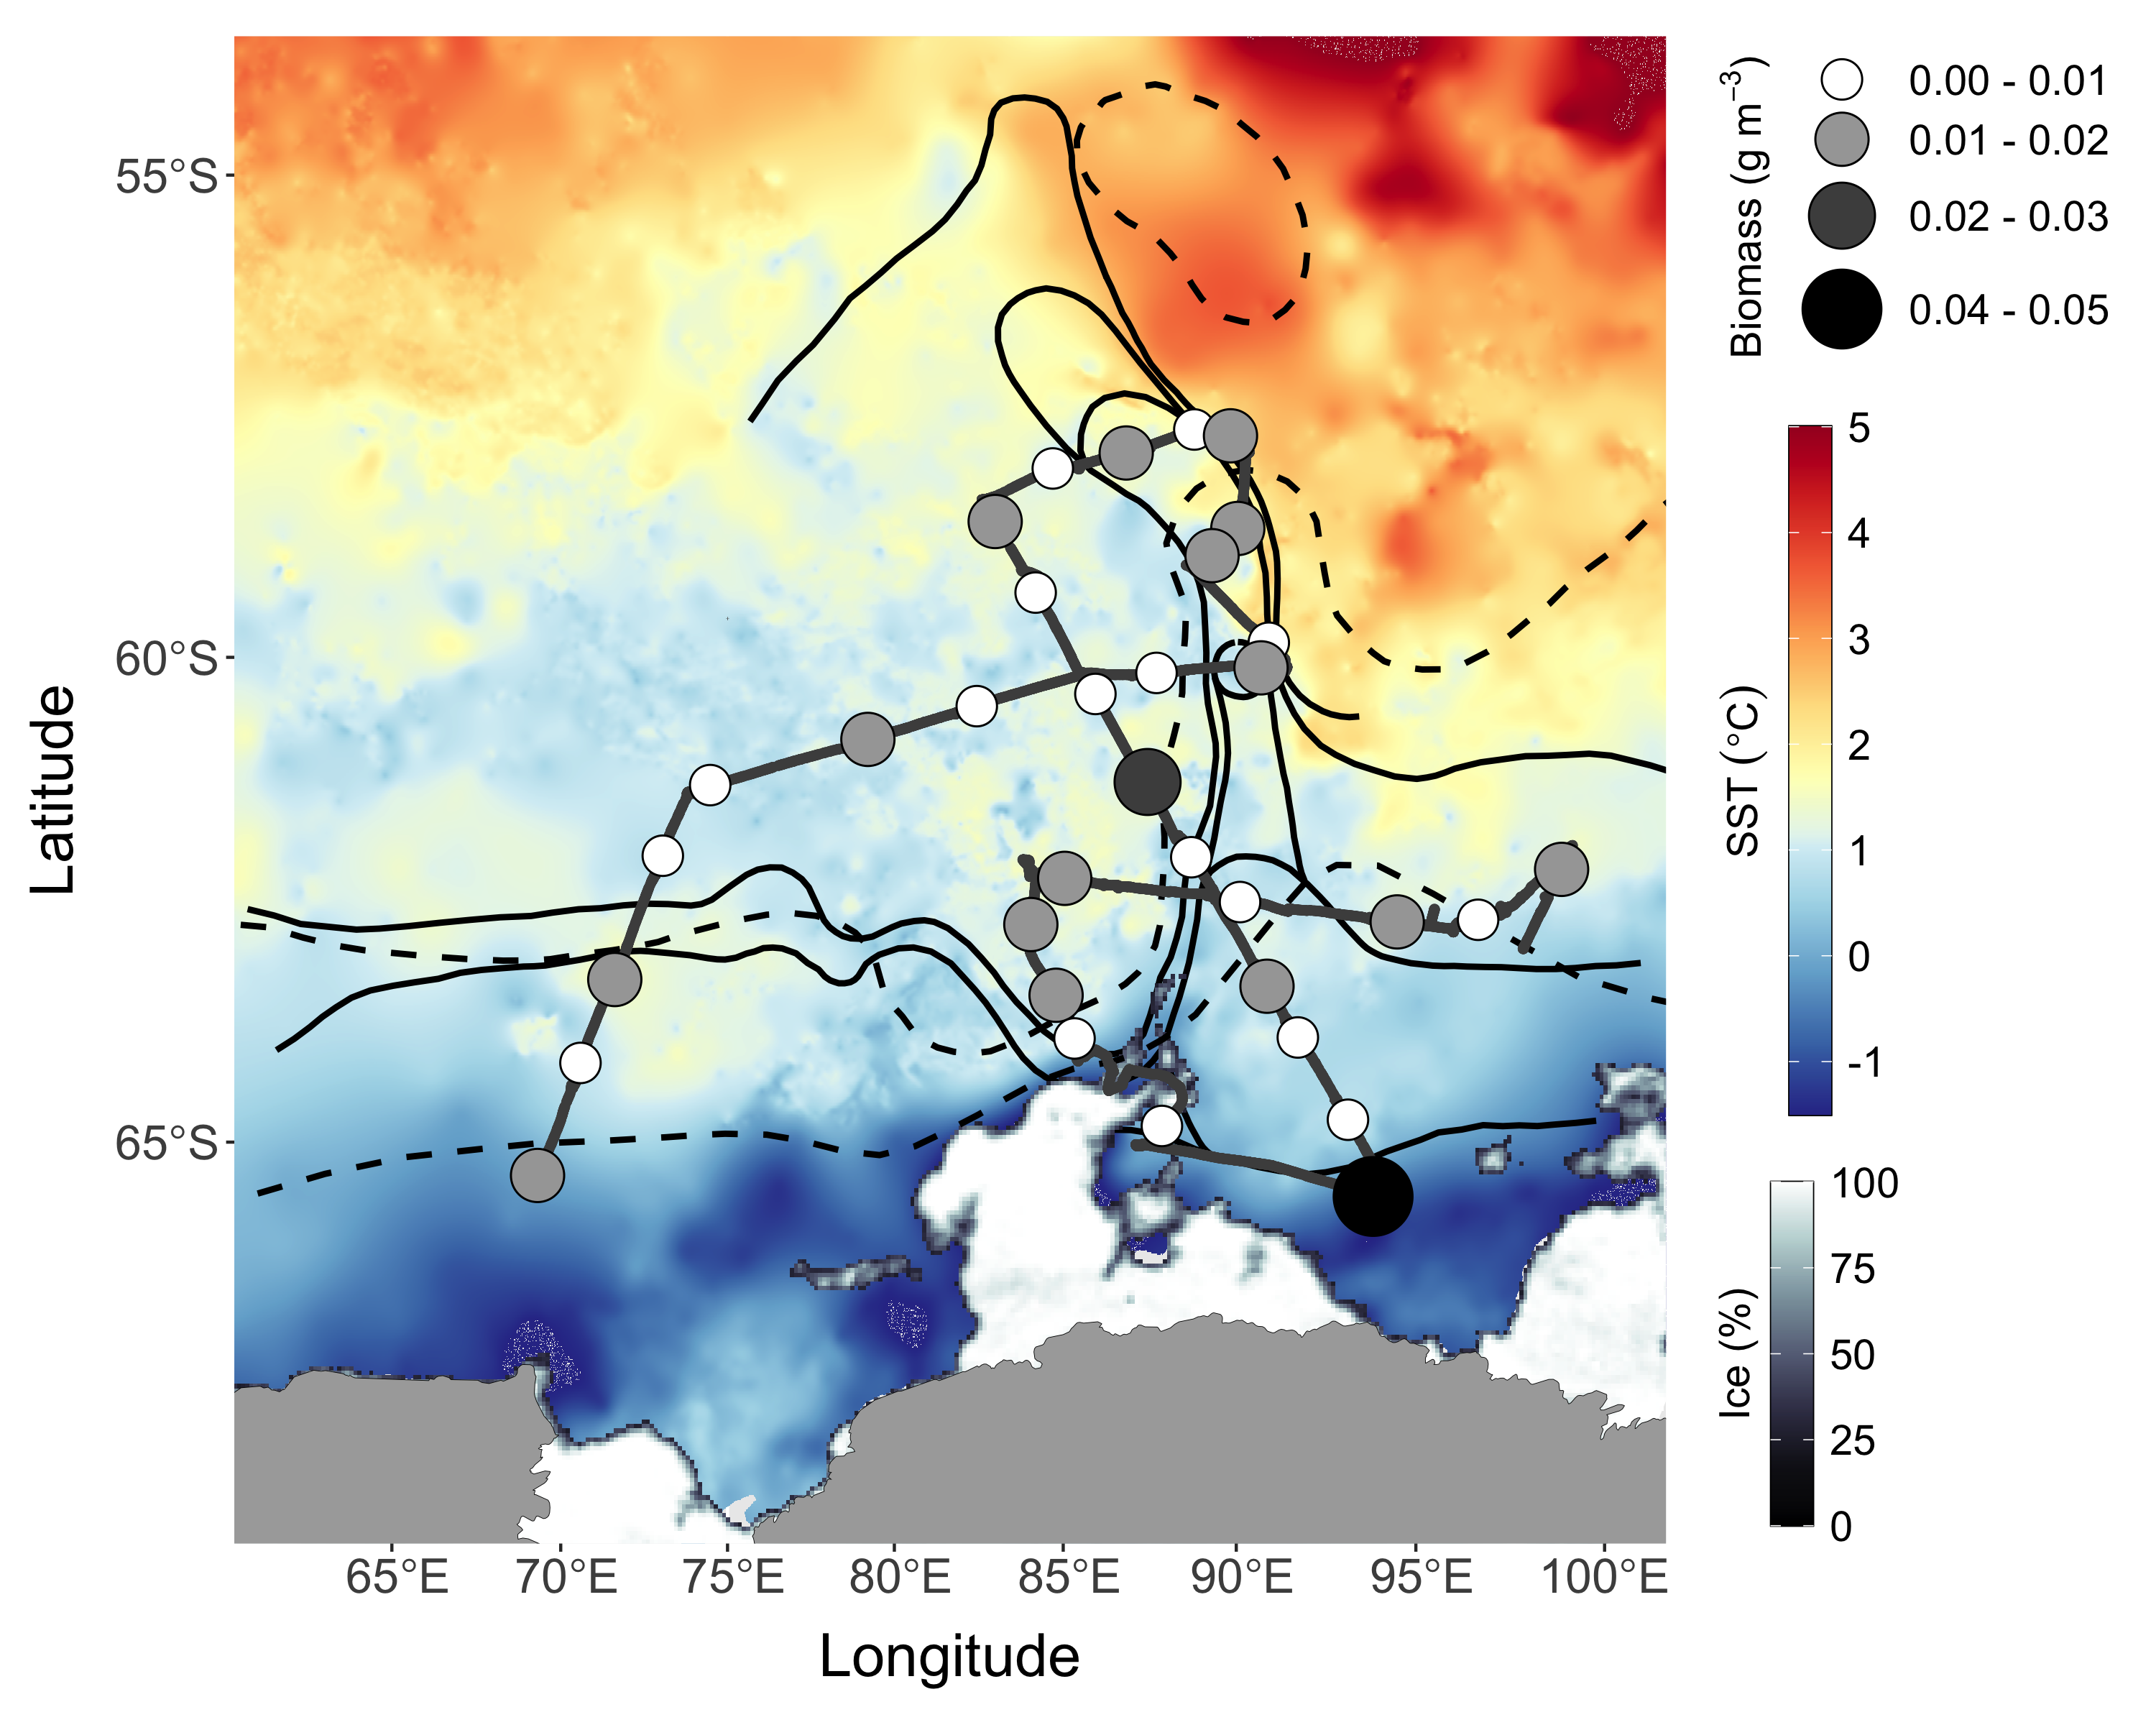 55°S
60°S
65°S
Latitude
65°E 70°E 75°E 80°E 85°E 90°E 95°E 100°E
Longitude
Biomass (g m⁻³)
0.00 - 0.01
0.01 - 0.02
0.02 - 0.03
0.04 - 0.05
SST (°C)
5
4
3
2
1
0
-1
Ice (%)
100
75
50
25
0